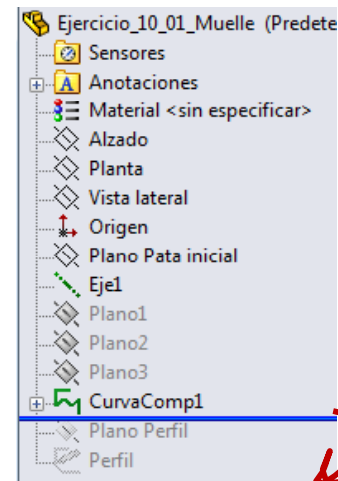 Ejercicio_10_01_Muelle (Predete
Sensores
A Anotaciones
Material <sin especificar>
Alzado
Planta
Vista lateral
Origen
Plano Pata inicial
Eje1
Plano1
Plano2
Plano3
CurvaComp1
Plano Perfil
Perfil